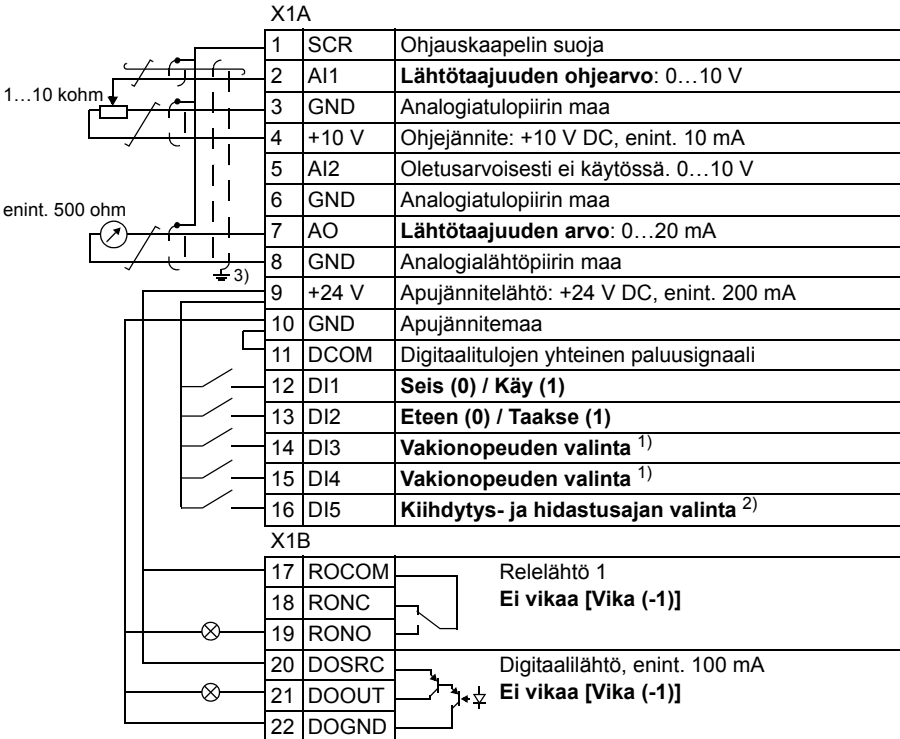 X1A
1 SCR Ohjauskaapelin suoja
2 AI1 Lähtötaajuuden ohjearvo: 0…10 V
1…10 kohm
3 GND Analogiatulopiirin maa
4 +10 V Ohjejännite: +10 V DC, enint. 10 mA
5 AI2 Oletusarvoisesti ei käytössä. 0…10 V
6 GND Analogiatulopiirin maa
enint. 500 ohm
7 AO Lähtötaajuuden arvo: 0…20 mA
8 GND Analogialähtöpiirin maa
3)
9 +24 V Apujännitelähtö: +24 V DC, enint. 200 mA
10 GND Apujännitemaa
11 DCOM Digitaalitulojen yhteinen paluusignaali
12 DI1 Seis (0) / Käy (1)
13 DI2 Eteen (0) / Taakse (1)
14 DI3 Vakionopeuden valinta 1)
15 DI4 Vakionopeuden valinta 1)
16 DI5 Kiihdytys- ja hidastusajan valinta 2)
X1B
17 ROCOM Relelähtö 1
18 RONC Ei vikaa [Vika (-1)]
19 RONO
20 DOSRC Digitaalilähtö, enint. 100 mA
21 DOOUT Ei vikaa [Vika (-1)]
22 DOGND